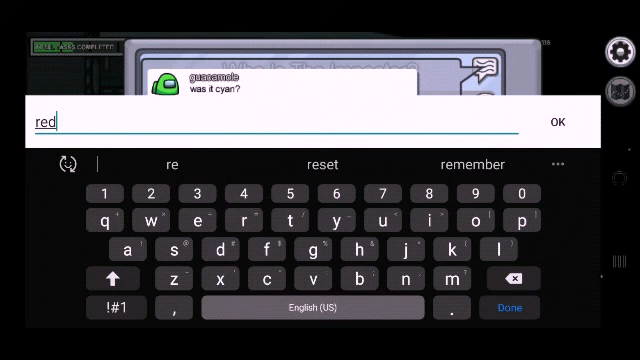 TASKS COMPLETED
Who Is The Impostor?
guacamole
was it cyan?
red
OK
re reset remember
1 2 3 4 5 6 7 8 9 0
q w e r t y u i o p
a s d f g h j k l
z x c v b n m
!#1 , English (US) . Done